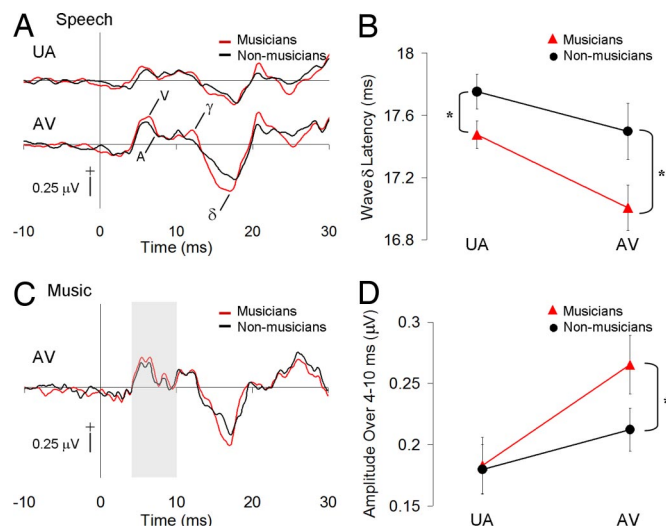 A Speech
UA
Musicians
Non-musicians
AV
V
γ
A
δ
0.25 μV
+
-10 0 10 20 30
Time (ms)
B
Musicians
Non-musicians
Wave δ Latency (ms)
18
17.6
17.2
16.8
*
*
UA AV
C Music
Musicians
Non-musicians
AV
0.25 μV
+
-10 0 10 20 30
Time (ms)
D
Musicians
Non-musicians
Amplitude Over 4-10 ms (μV)
0.3
0.25
0.2
0.15
*
UA AV